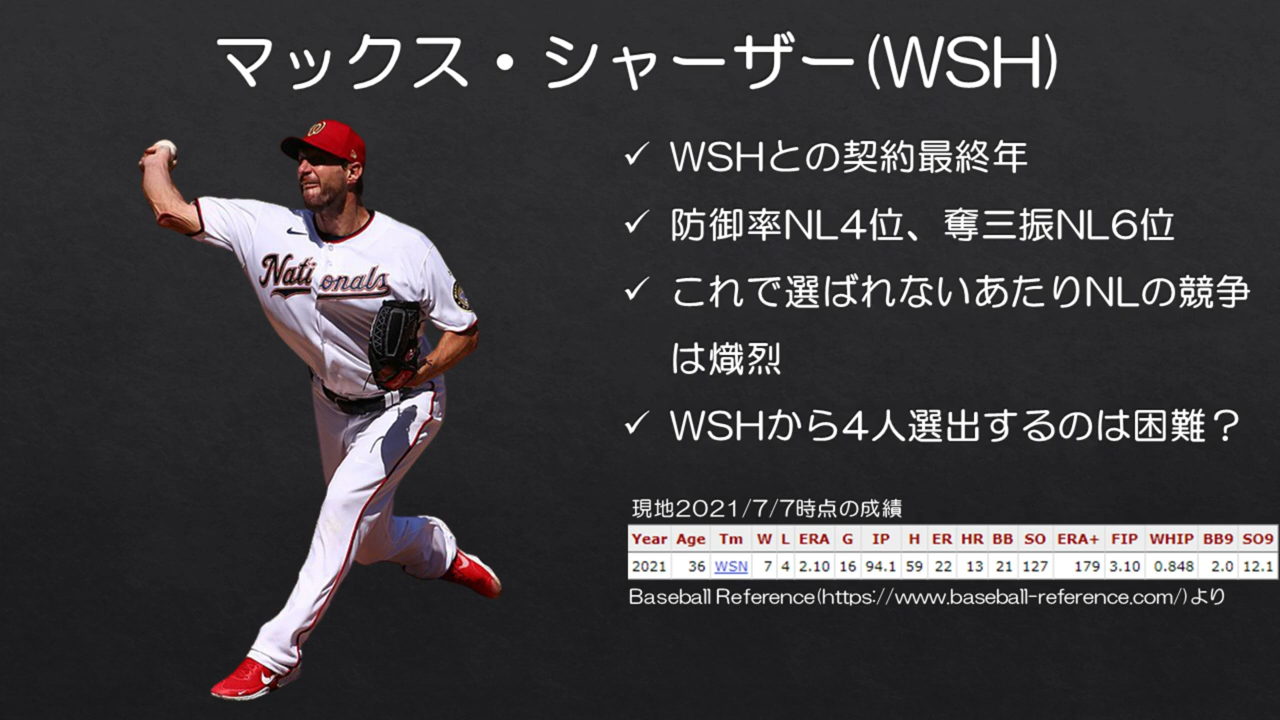 マックス・シャーザー(WSH)
✓ WSHとの契約最終年
✓ 防御率NL4位、奪三振NL6位
✓ これで選ばれないあたりNLの競争
は熾烈
✓ WSHから4人選出するのは困難？
Nationals
現地2021/7/7時点の成績
Year Age Tm W L ERA G IP H ER HR BB SO ERA+ FIP WHIP BB9 SO9
2021 36 WSN 7 4 2.10 16 94.1 59 22 13 21 127 179 3.10 0.848 2.0 12.1
Baseball Reference(https://www.baseball-reference.com/)より